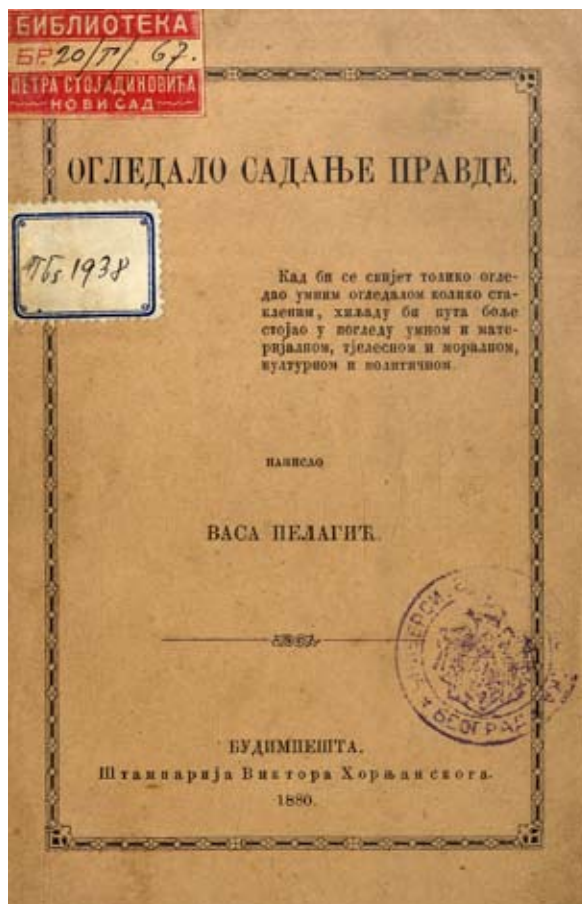 БИБЛИОТЕКА
БР. 20/Г/. 67.
ПЕТРА СТОЈАДИНОВИЋА
НОВИ САД
ОГЛЕДАЛО САДАЊЕ ПРАВДЕ.
1938
Кад би се свијет толико огле-
дао умним огледалом колико ста-
кленим, хиљаду би пута боље
стојао у погледу умном и мате-
ријалном, тјелесном и моралном,
културном и политичном.
НАПИСАО
ВАСА ПЕЛАГИЋ.
БЕОГРАД
БУДИМПЕШТА.
Штампарија Виктора Хорњанскога.
1880.